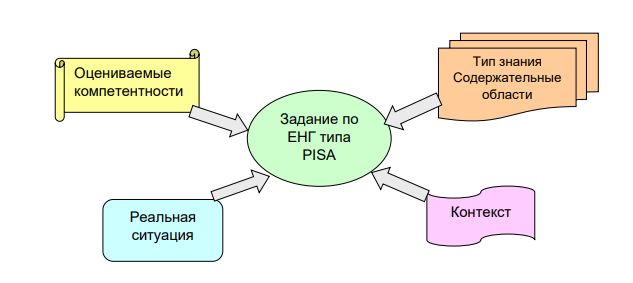 Оцениваемые
компетентности
Тип знания
Содержательные
области
Задание по
ЕНГ типа
PISA
Реальная
ситуация
Контекст